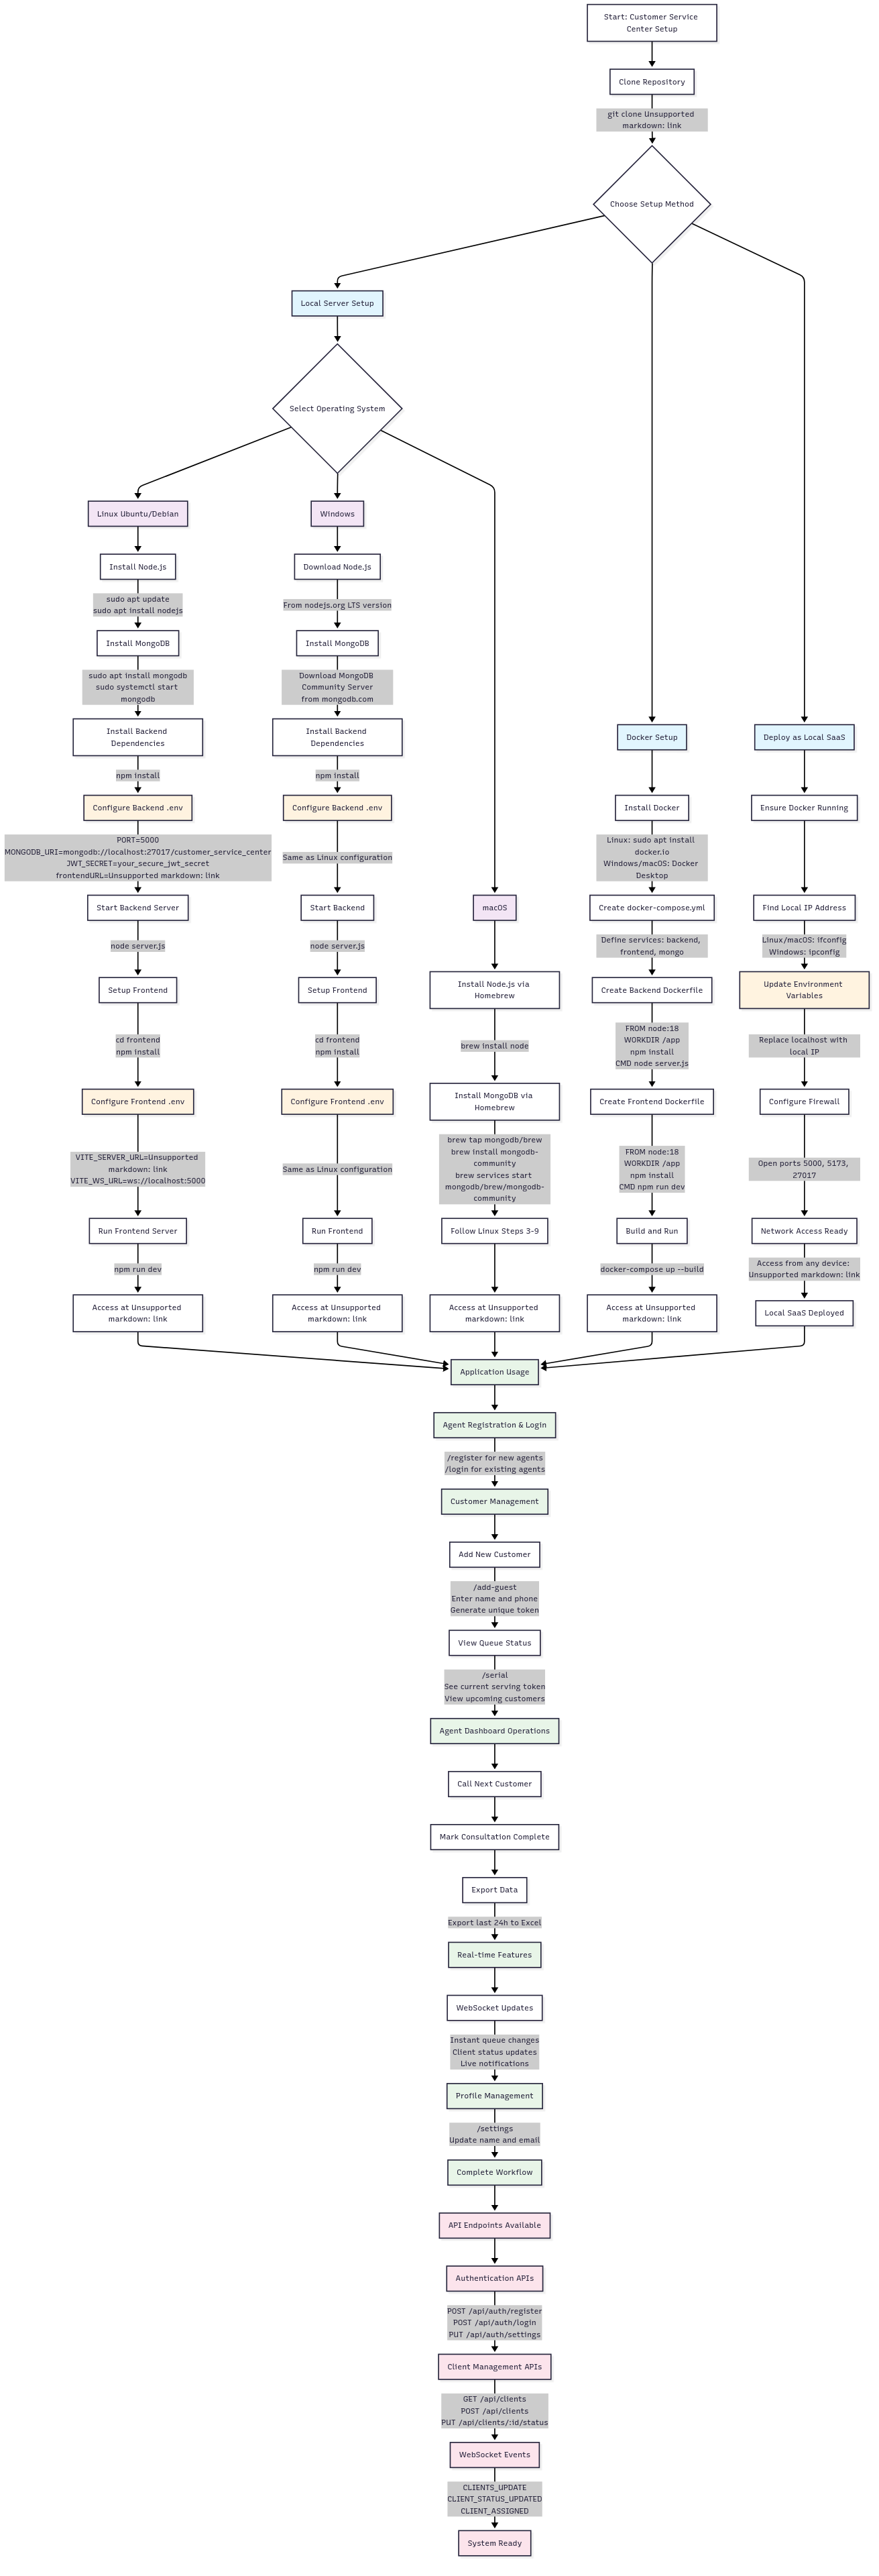 Start: Customer Service
Center Setup
Clone Repository
git clone Unsupported
markdown: link
Choose Setup Method
Local Server Setup
Select Operating System
Linux Ubuntu/Debian
Install Node.js
sudo apt update
sudo apt install nodejs
Install MongoDB
sudo apt install mongodb
sudo systemctl start
mongodb
Install Backend
Dependencies
npm install
Configure Backend .env
PORT=5000
MONGODB_URI=mongodb://localhost:27017/customer_service_center
JWT_SECRET=your_secure_jwt_secret
frontendURL=Unsupported markdown: link
Start Backend Server
node server.js
Setup Frontend
cd frontend
npm install
Configure Frontend .env
VITE_SERVER_URL=Unsupported
markdown: link
VITE_WS_URL=ws://localhost:5000
Run Frontend Server
npm run dev
Access at Unsupported
markdown: link
Windows
Download Node.js
From nodejs.org LTS version
Install MongoDB
Download MongoDB
Community Server
from mongodb.com
Install Backend
Dependencies
npm install
Configure Backend .env
Same as Linux configuration
Start Backend
node server.js
Setup Frontend
cd frontend
npm install
Configure Frontend .env
Same as Linux configuration
Run Frontend
npm run dev
Access at Unsupported
markdown: link
macOS
Install Node.js via
Homebrew
brew install node
Install MongoDB via
Homebrew
brew tap mongodb/brew
brew install mongodb-
community
brew services start
mongodb/brew/mongodb-
community
Follow Linux Steps 3-9
Access at Unsupported
markdown: link
Docker Setup
Install Docker
Linux: sudo apt install
docker.io
Windows/macOS: Docker
Desktop
Create docker-compose.yml
Define services: backend,
frontend, mongo
Create Backend Dockerfile
FROM node:18
WORKDIR /app
npm install
CMD node server.js
Create Frontend Dockerfile
FROM node:18
WORKDIR /app
npm install
CMD npm run dev
Build and Run
docker-compose up --build
Access at Unsupported
markdown: link
Deploy as Local SaaS
Ensure Docker Running
Find Local IP Address
Linux/macOS: ifconfig
Windows: ipconfig
Update Environment
Variables
Replace localhost with
local IP
Configure Firewall
Open ports 5000, 5173,
27017
Network Access Ready
Access from any device:
Unsupported markdown: link
Local SaaS Deployed
Application Usage
Agent Registration & Login
/register for new agents
/login for existing agents
Customer Management
Add New Customer
/add-guest
Enter name and phone
Generate unique token
View Queue Status
/serial
See current serving token
View upcoming customers
Agent Dashboard Operations
Call Next Customer
Mark Consultation Complete
Export Data
Export last 24h to Excel
Real-time Features
WebSocket Updates
Instant queue changes
Client status updates
Live notifications
Profile Management
/settings
Update name and email
Complete Workflow
API Endpoints Available
Authentication APIs
POST /api/auth/register
POST /api/auth/login
PUT /api/auth/settings
Client Management APIs
GET /api/clients
POST /api/clients
PUT /api/clients/:id/status
WebSocket Events
CLIENTS_UPDATE
CLIENT_STATUS_UPDATED
CLIENT_ASSIGNED
System Ready